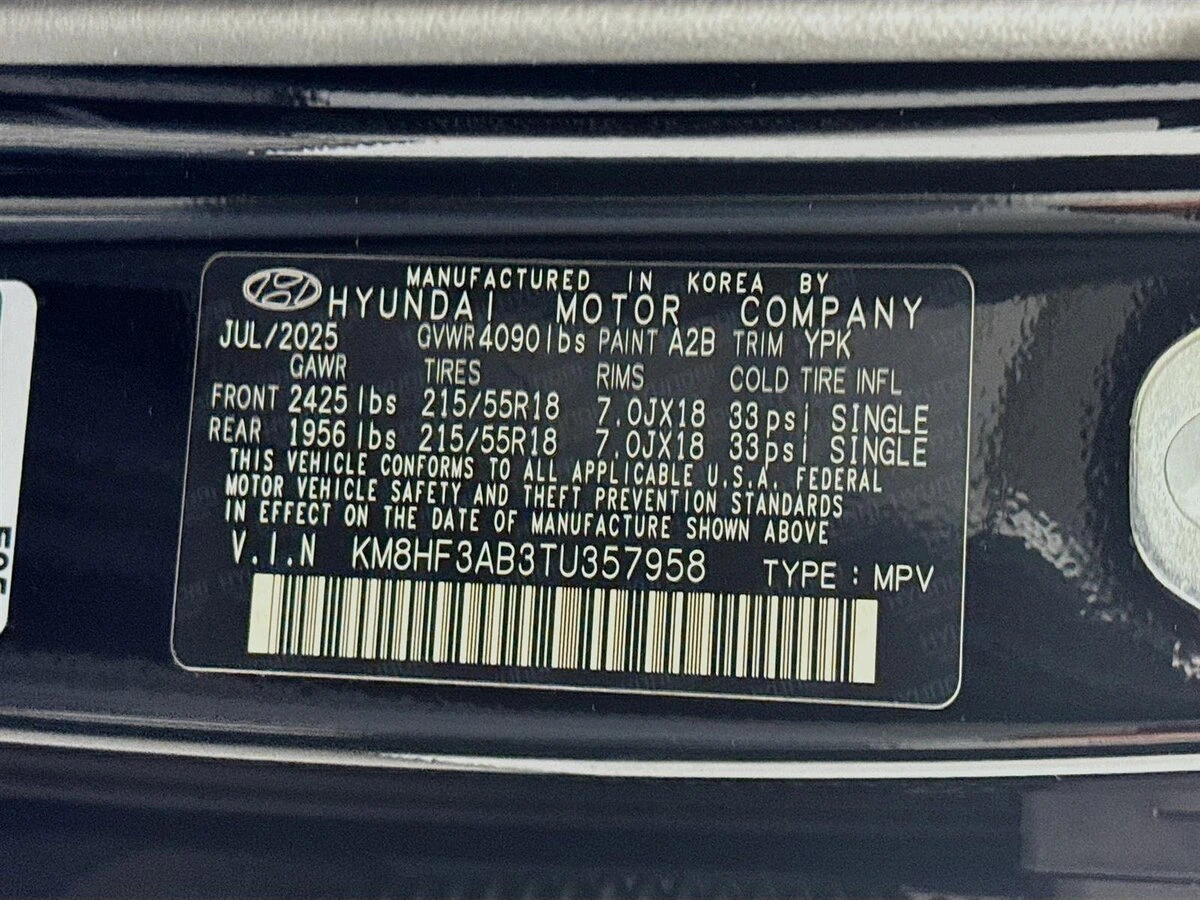 MANUFACTURED IN KOREA BY
HYUNDAI MOTOR COMPANY
JUL/2025 GVWR 4090 lbs PAINT A2B TRIM YPK
GAWR TIRES RIMS COLD TIRE INFL
FRONT 2425 lbs 215/55R18 7.0JX18 33psi SINGLE
REAR 1956 lbs 215/55R18 7.0JX18 33psi SINGLE
THIS VEHICLE CONFORMS TO ALL APPLICABLE U.S.A. FEDERAL
MOTOR VEHICLE SAFETY AND THEFT PREVENTION STANDARDS
IN EFFECT ON THE DATE OF MANUFACTURE SHOWN ABOVE
V.I.N KM8HF3AB3TU357958 TYPE : MPV